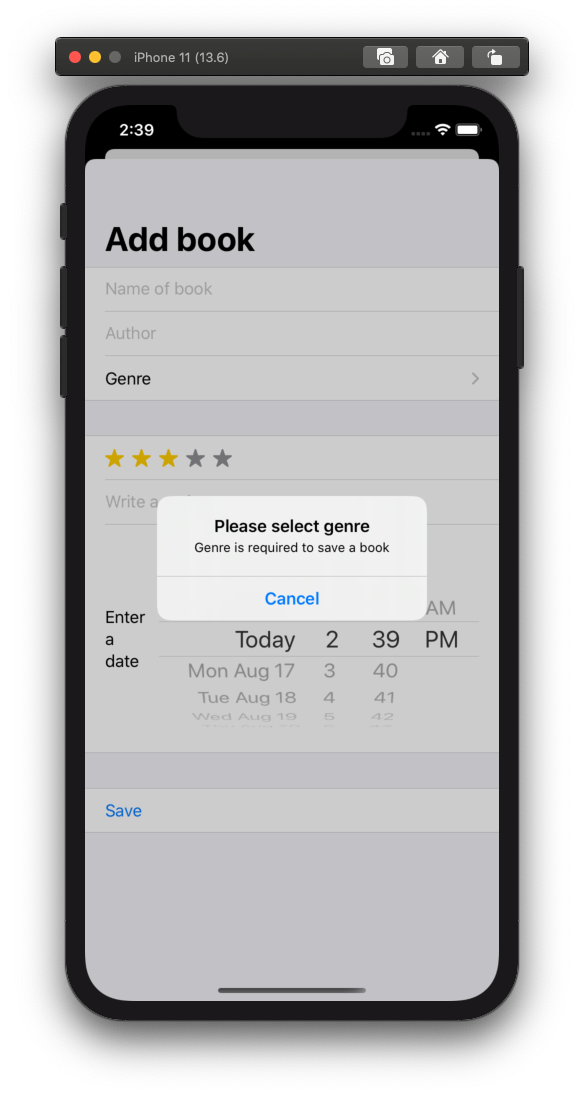 iPhone 11 (13.6)
2:39
Add book
Name of book
Author
Genre
Write a
Please select genre
Genre is required to save a book
Cancel
AM
Enter
a
date
Today 2 39 PM
Mon Aug 17 3 40
Tue Aug 18 4 41
Wed Aug 19 5 42
Save